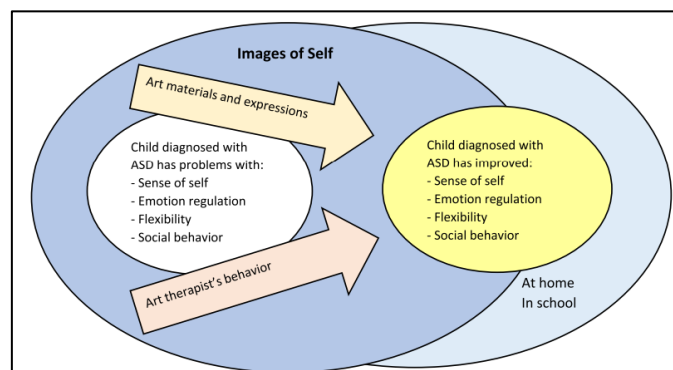 Images of Self
Art materials and expressions
Child diagnosed with
ASD has problems with:
- Sense of self
- Emotion regulation
- Flexibility
- Social behavior
Art therapist's behavior
Child diagnosed with
ASD has improved:
- Sense of self
- Emotion regulation
- Flexibility
- Social behavior
At home
In school